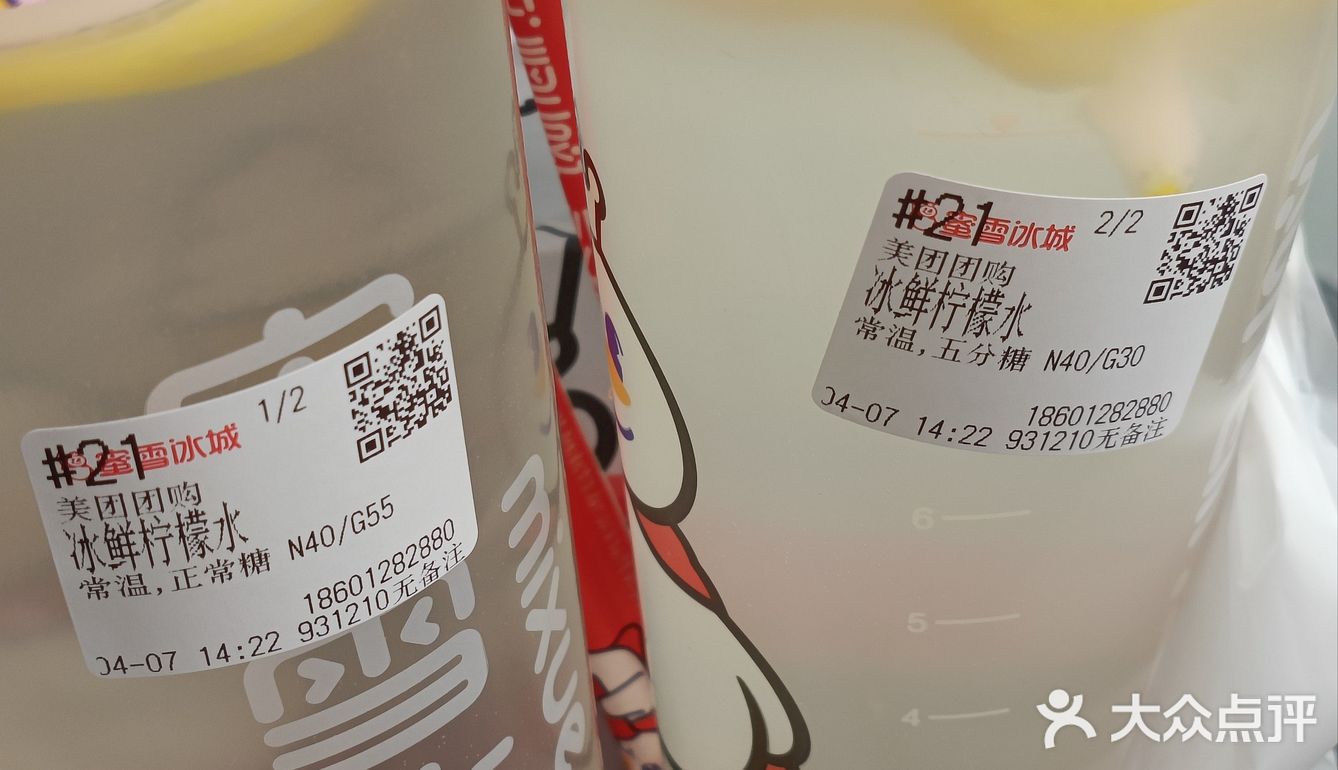 #21 蜜雪冰城 1/2
美团团购
冰鲜柠檬水
常温,正常糖 N40/G55
18601282880
04-07 14:22 931210无备注
#21 蜜雪冰城 2/2
美团团购
冰鲜柠檬水
常温,五分糖 N40/G30
18601282880
04-07 14:22 931210无备注
6
5
4
mixue
大众点评